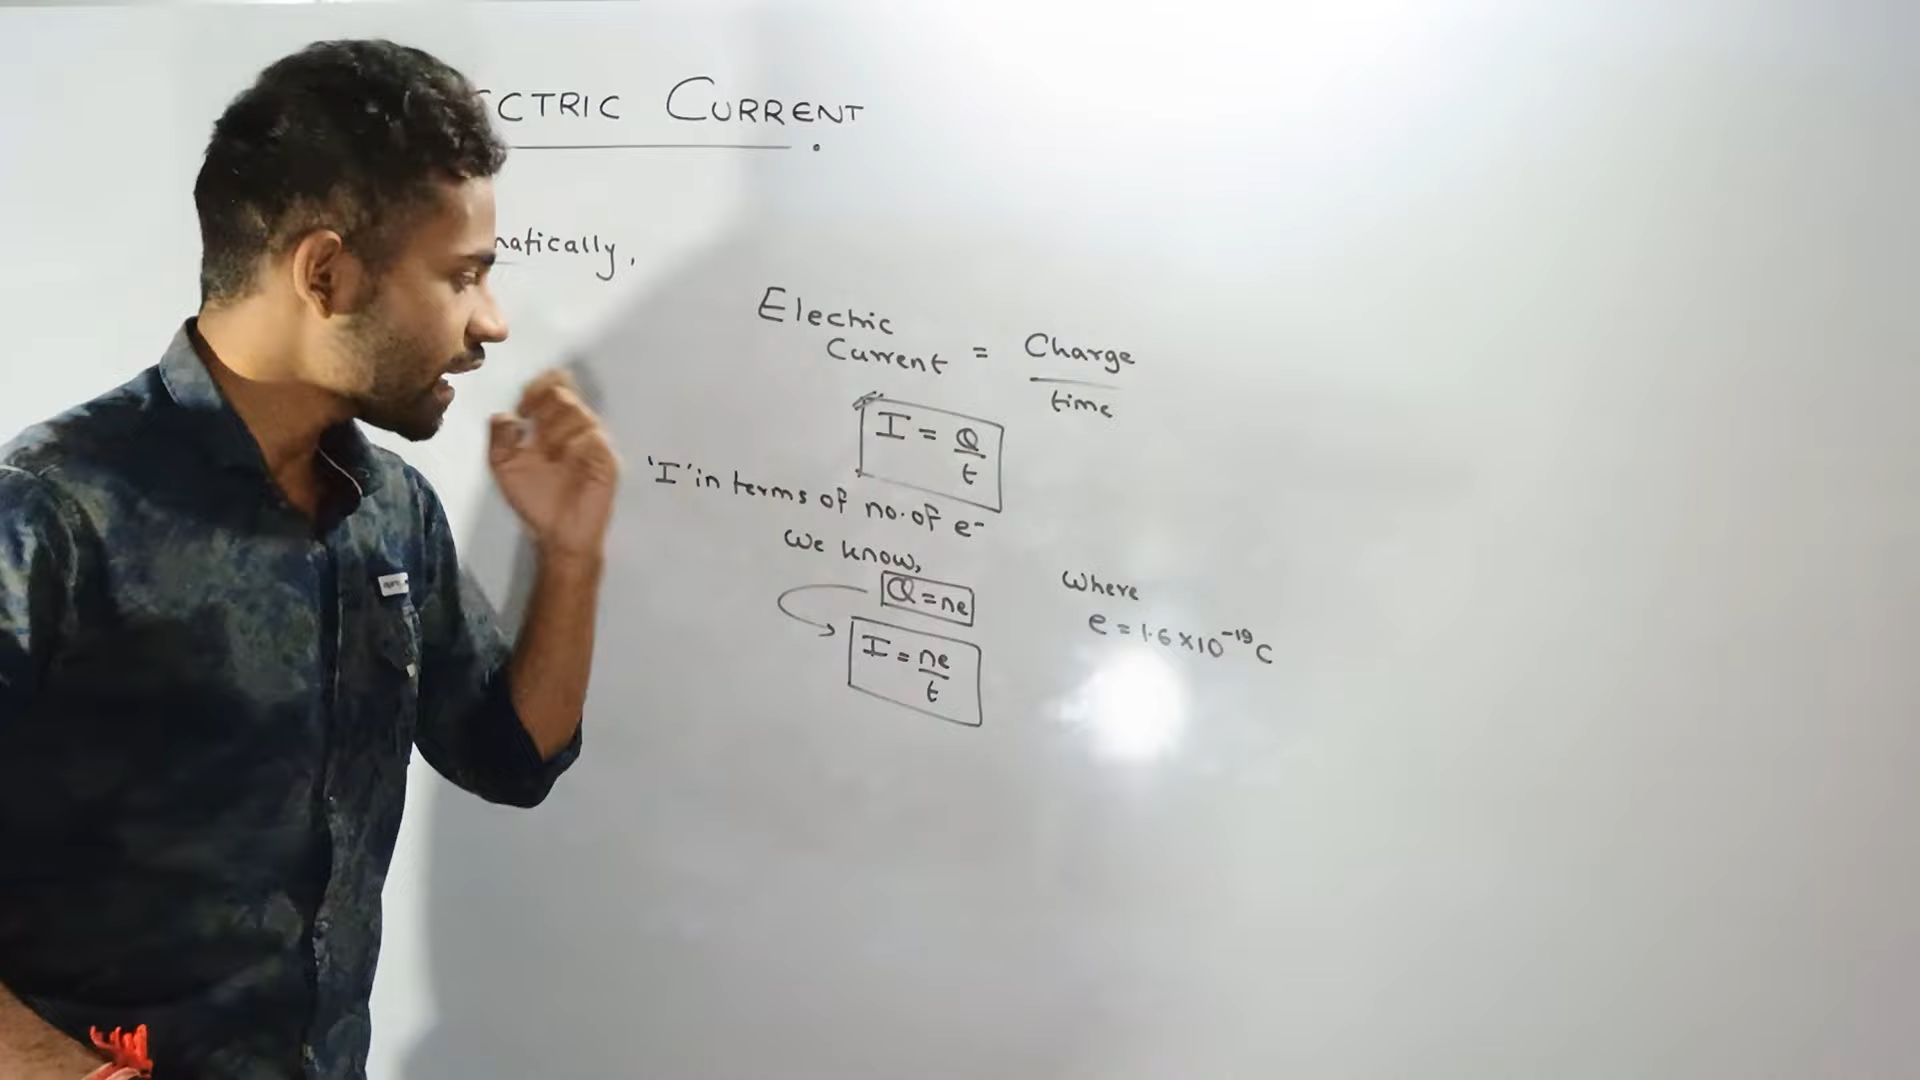 CTRIC CURRENT
matically,
Electric Current = Charge / time
I = Q / t
'I' in terms of no. of e-
we know,
Q = ne
where
e = 1.6 × 10⁻¹⁹ C
I = ne / t